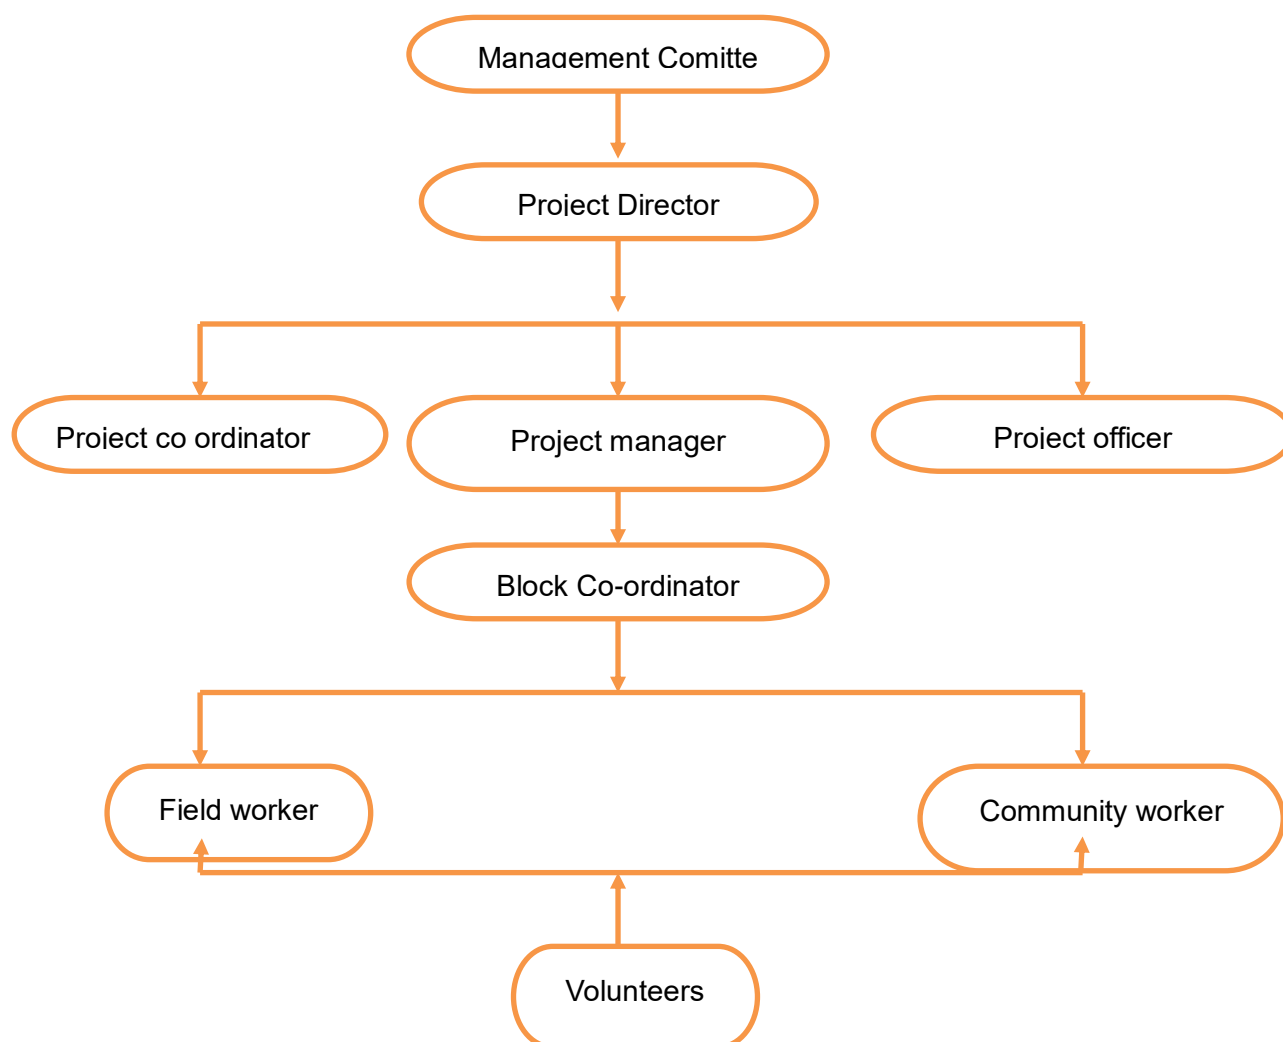 Management Comitte
Project Director
Project co ordinator
Project manager
Project officer
Block Co-ordinator
Field worker
Community worker
Volunteers